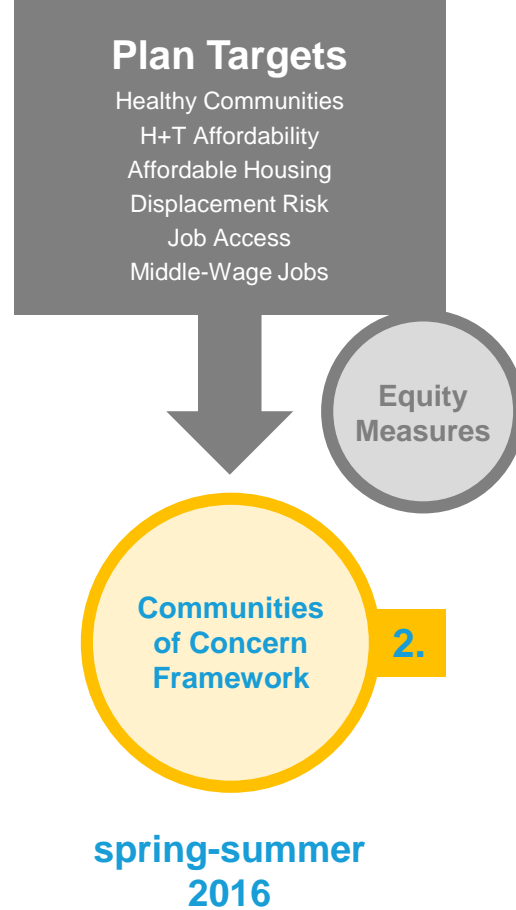 Plan Targets
Healthy Communities
H+T Affordability
Affordable Housing
Displacement Risk
Job Access
Middle-Wage Jobs
Equity
Measures
Communities
of Concern
Framework
2.
spring-summer
2016